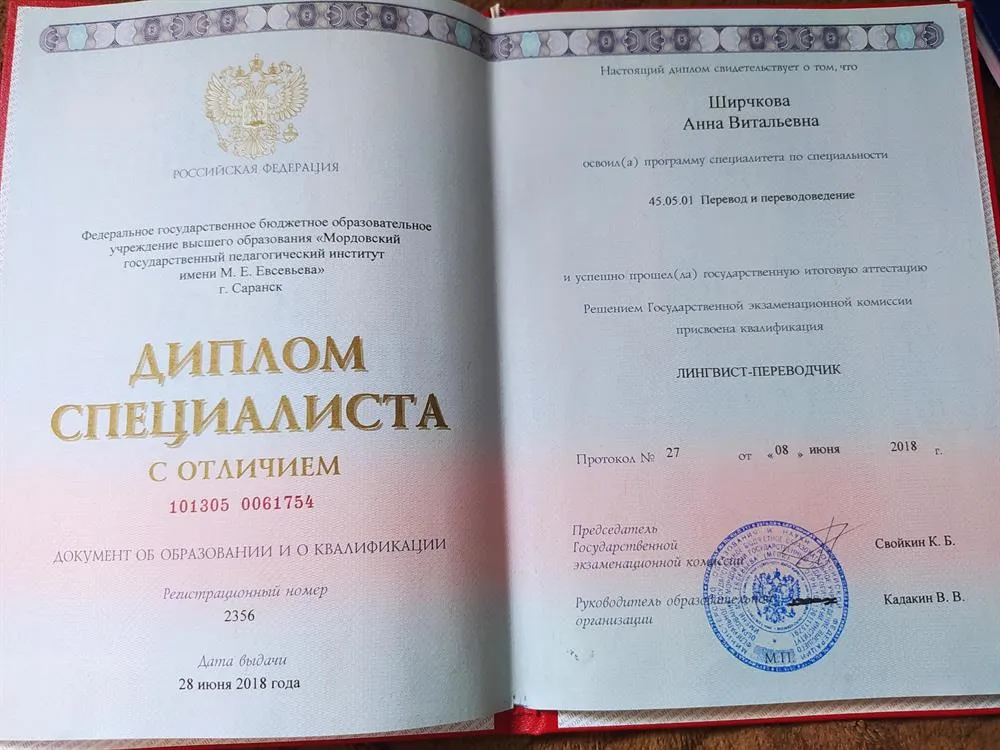 РОССИЙСКАЯ ФЕДЕРАЦИЯ
Федеральное государственное бюджетное образовательное
учреждение высшего образования «Мордовский
государственный педагогический институт
имени М. Е. Евсевьева»
г. Саранск
ДИПЛОМ
СПЕЦИАЛИСТА
С ОТЛИЧИЕМ
101305 0061754
ДОКУМЕНТ ОБ ОБРАЗОВАНИИ И О КВАЛИФИКАЦИИ
Регистрационный номер
2356
Дата выдачи
28 июня 2018 года
Настоящий диплом свидетельствует о том, что
Ширчкова
Анна Витальевна
освоил(а) программу специалитета по специальности
45.05.01 Перевод и переводоведение
и успешно прошел(ла) государственную итоговую аттестацию
Решением Государственной экзаменационной комиссии
присвоена квалификация
ЛИНГВИСТ-ПЕРЕВОДЧИК
Протокол № 27 от «08» июня 2018 г.
Председатель
Государственной
экзаменационной комиссии
Свойкин К. Б.
Руководитель образовательной
организации
Кадакин В. В.
М.П.